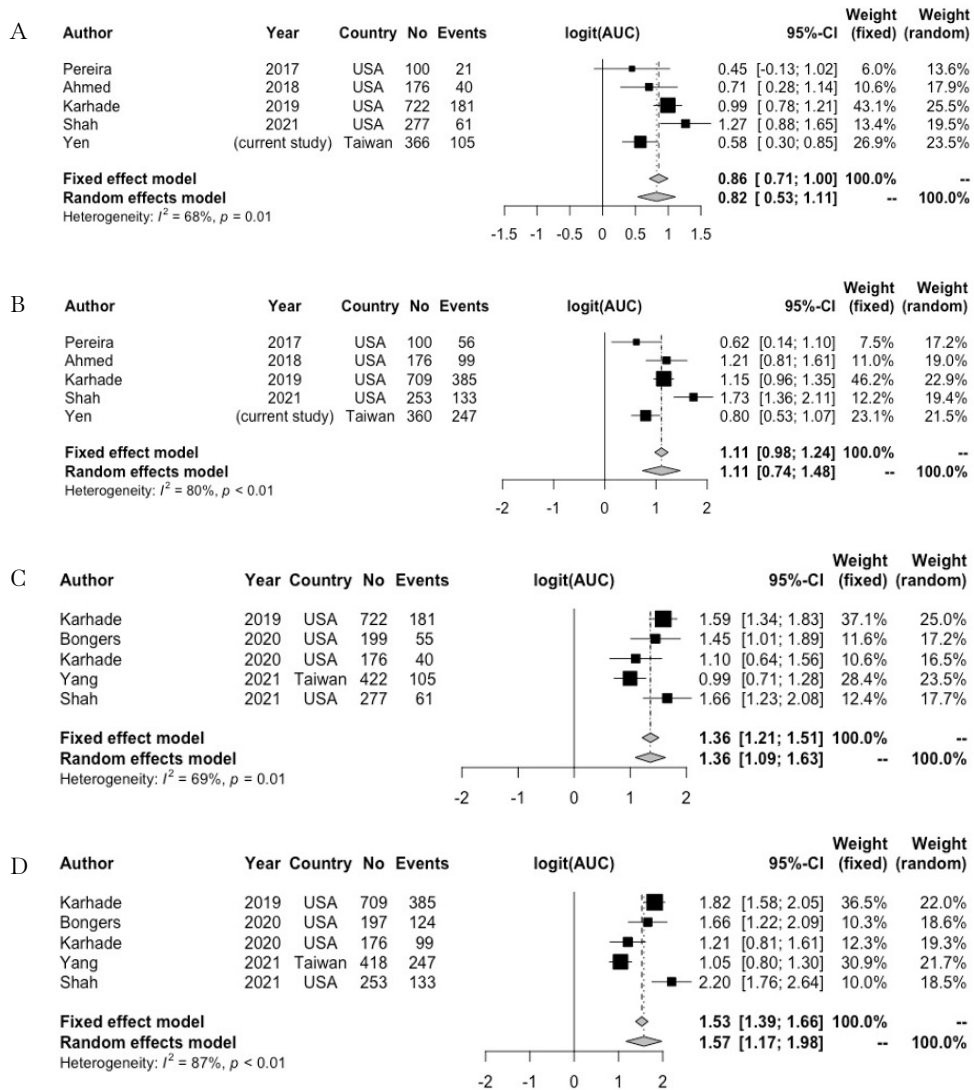 A
Weight Weight
Author Year Country No Events logit(AUC) 95%-CI (fixed) (random)
Pereira 2017 USA 100 21 0.45 [-0.13; 1.02] 6.0% 13.6%
Ahmed 2018 USA 176 40 0.71 [ 0.28; 1.14] 10.6% 17.9%
Karhade 2019 USA 722 181 0.99 [ 0.78; 1.21] 43.1% 25.5%
Shah 2021 USA 277 61 1.27 [ 0.88; 1.65] 13.4% 19.5%
Yen (current study) Taiwan 366 105 0.58 [ 0.30; 0.85] 26.9% 23.5%
Fixed effect model 0.86 [ 0.71; 1.00] 100.0% --
Random effects model 0.82 [ 0.53; 1.11] -- 100.0%
Heterogeneity: I² = 68%, p = 0.01
-1.5 -1 -0.5 0 0.5 1 1.5
B
Weight Weight
Author Year Country No Events logit(AUC) 95%-CI (fixed) (random)
Pereira 2017 USA 100 56 0.62 [0.14; 1.10] 7.5% 17.2%
Ahmed 2018 USA 176 99 1.21 [0.81; 1.61] 11.0% 19.0%
Karhade 2019 USA 709 385 1.15 [0.96; 1.35] 46.2% 22.9%
Shah 2021 USA 253 133 1.73 [1.36; 2.11] 12.2% 19.4%
Yen (current study) Taiwan 360 247 0.80 [0.53; 1.07] 23.1% 21.5%
Fixed effect model 1.11 [0.98; 1.24] 100.0% --
Random effects model 1.11 [0.74; 1.48] -- 100.0%
Heterogeneity: I² = 80%, p < 0.01
-2 -1 0 1 2
C
Weight Weight
Author Year Country No Events logit(AUC) 95%-CI (fixed) (random)
Karhade 2019 USA 722 181 1.59 [1.34; 1.83] 37.1% 25.0%
Bongers 2020 USA 199 55 1.45 [1.01; 1.89] 11.6% 17.2%
Karhade 2020 USA 176 40 1.10 [0.64; 1.56] 10.6% 16.5%
Yang 2021 Taiwan 422 105 0.99 [0.71; 1.28] 28.4% 23.5%
Shah 2021 USA 277 61 1.66 [1.23; 2.08] 12.4% 17.7%
Fixed effect model 1.36 [1.21; 1.51] 100.0% --
Random effects model 1.36 [1.09; 1.63] -- 100.0%
Heterogeneity: I² = 69%, p = 0.01
-2 -1 0 1 2
D
Weight Weight
Author Year Country No Events logit(AUC) 95%-CI (fixed) (random)
Karhade 2019 USA 709 385 1.82 [1.58; 2.05] 36.5% 22.0%
Bongers 2020 USA 197 124 1.66 [1.22; 2.09] 10.3% 18.6%
Karhade 2020 USA 176 99 1.21 [0.81; 1.61] 12.3% 19.3%
Yang 2021 Taiwan 418 247 1.05 [0.80; 1.30] 30.9% 21.7%
Shah 2021 USA 253 133 2.20 [1.76; 2.64] 10.0% 18.5%
Fixed effect model 1.53 [1.39; 1.66] 100.0% --
Random effects model 1.57 [1.17; 1.98] -- 100.0%
Heterogeneity: I² = 87%, p < 0.01
-2 -1 0 1 2